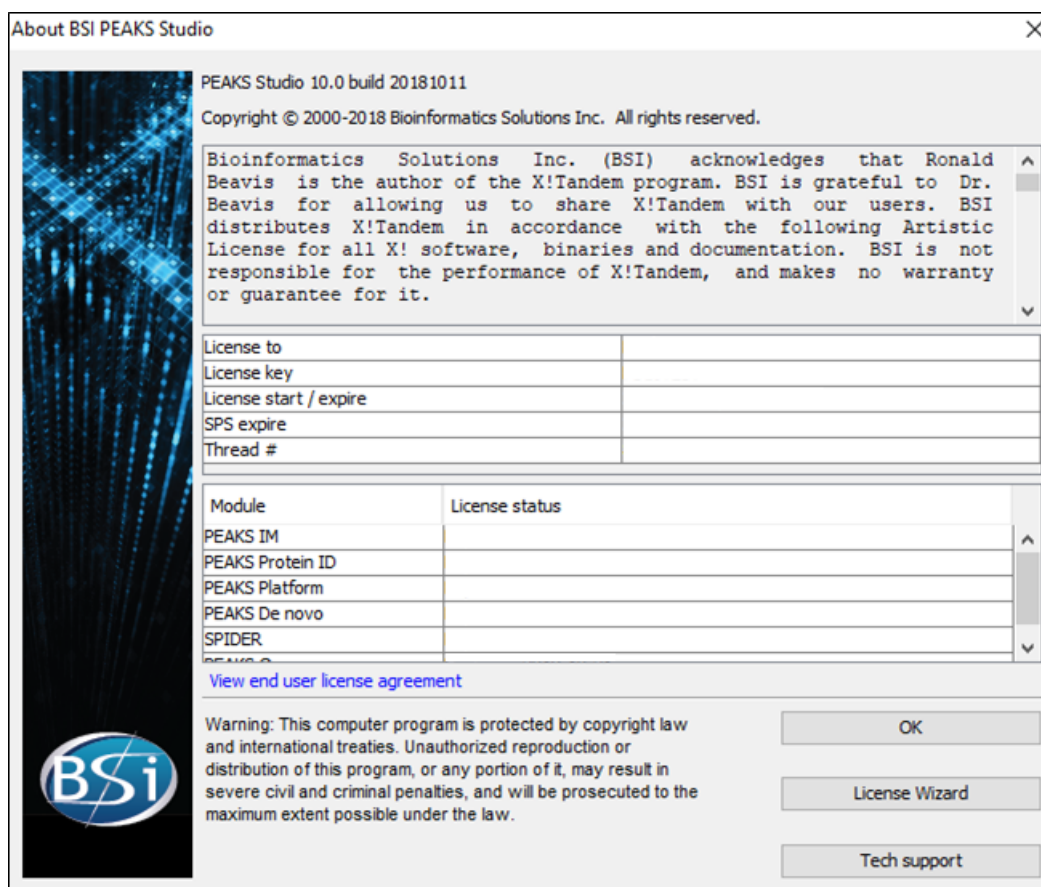 About BSI PEAKS Studio
PEAKS Studio 10.0 build 20181011
Copyright © 2000-2018 Bioinformatics Solutions Inc. All rights reserved.
Bioinformatics Solutions Inc. (BSI) acknowledges that Ronald
Beavis is the author of the X!Tandem program. BSI is grateful to Dr.
Beavis for allowing us to share X!Tandem with our users. BSI
distributes X!Tandem in accordance with the following Artistic
License for all X! software, binaries and documentation. BSI is not
responsible for the performance of X!Tandem, and makes no warranty
or guarantee for it.
License to
License key
License start / expire
SPS expire
Thread #
Module License status
PEAKS IM
PEAKS Protein ID
PEAKS Platform
PEAKS De novo
SPIDER
View end user license agreement
Warning: This computer program is protected by copyright law
and international treaties. Unauthorized reproduction or
distribution of this program, or any portion of it, may result in
severe civil and criminal penalties, and will be prosecuted to the
maximum extent possible under the law.
OK
License Wizard
Tech support
BSi